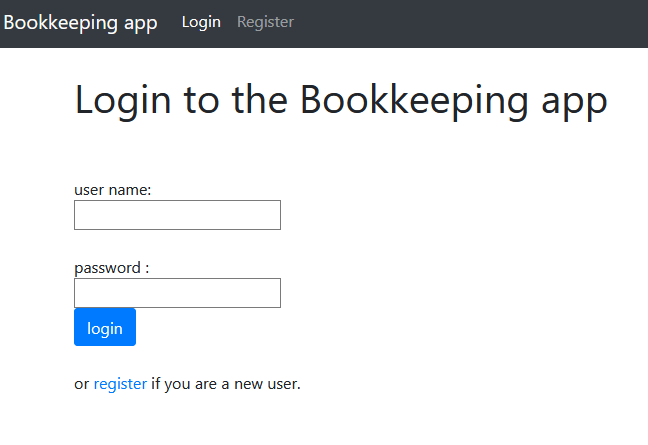 Bookkeeping app Login Register
Login to the Bookkeeping app
user name:
password :
login
or register if you are a new user.